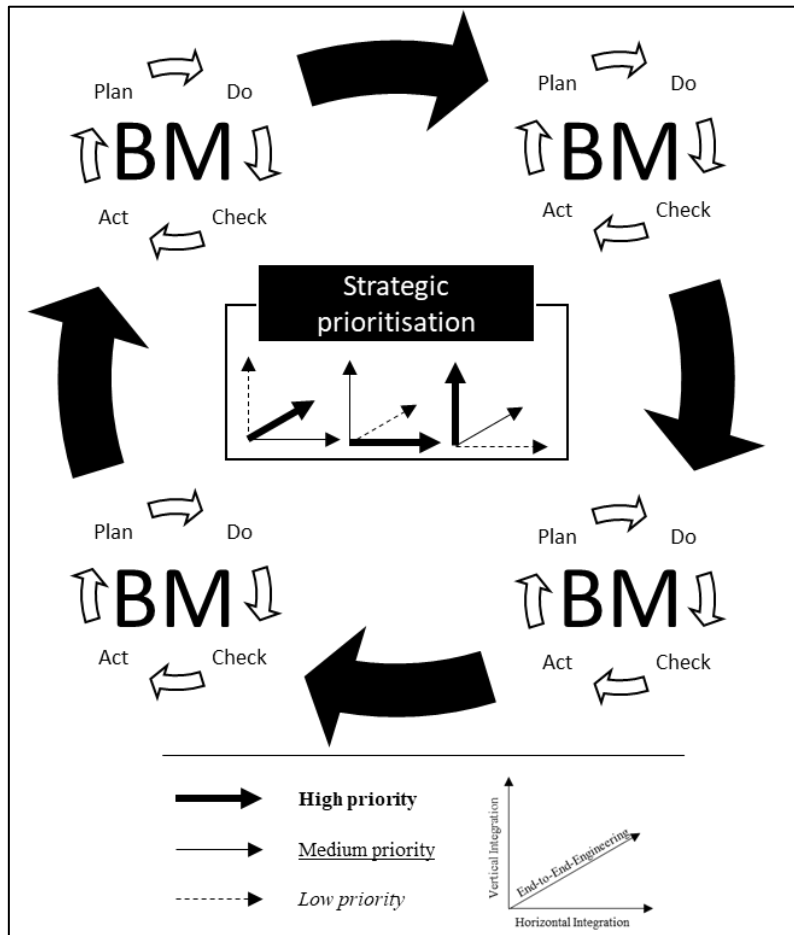 Plan Do
BM
Act Check
Plan Do
BM
Act Check
Strategic
prioritisation
Plan Do
BM
Act Check
Plan Do
BM
Act Check
High priority
Medium priority
Low priority
Vertical Integration
End-to-End-Engineering
Horizontal Integration